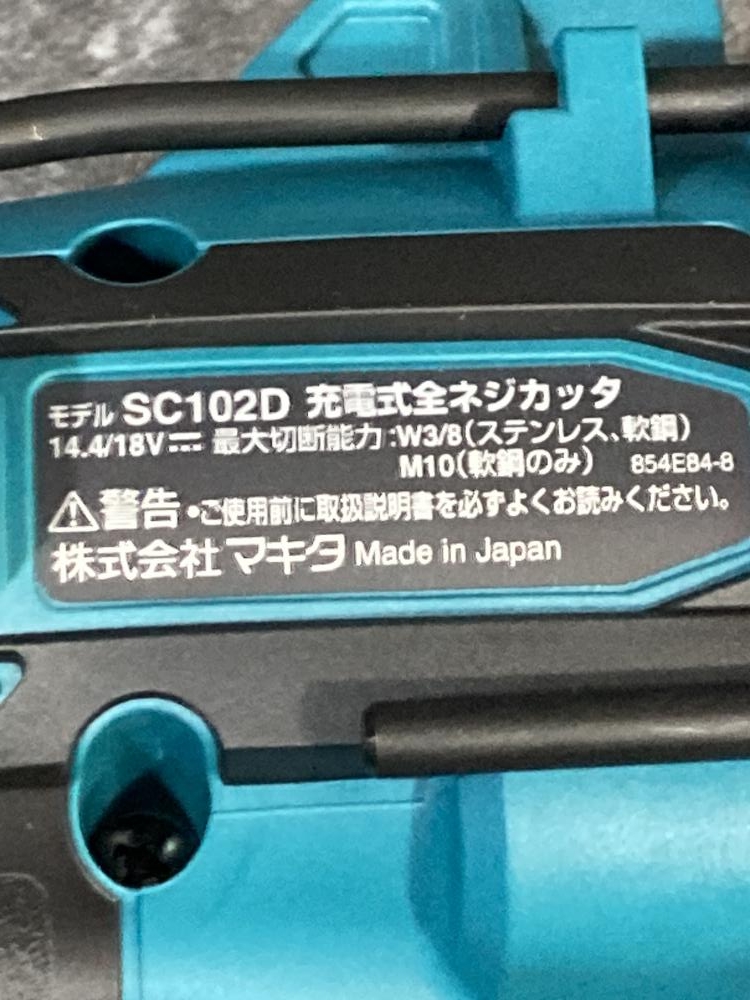 モデル SC102D 充電式全ネジカッタ
14.4/18V⎓ 最大切断能力:W3/8(ステンレス、軟鋼)
M10(軟鋼のみ) 854E84-8
⚠警告 •ご使用前に取扱説明書を必ずよくお読みください。
株式会社マキタ Made in Japan